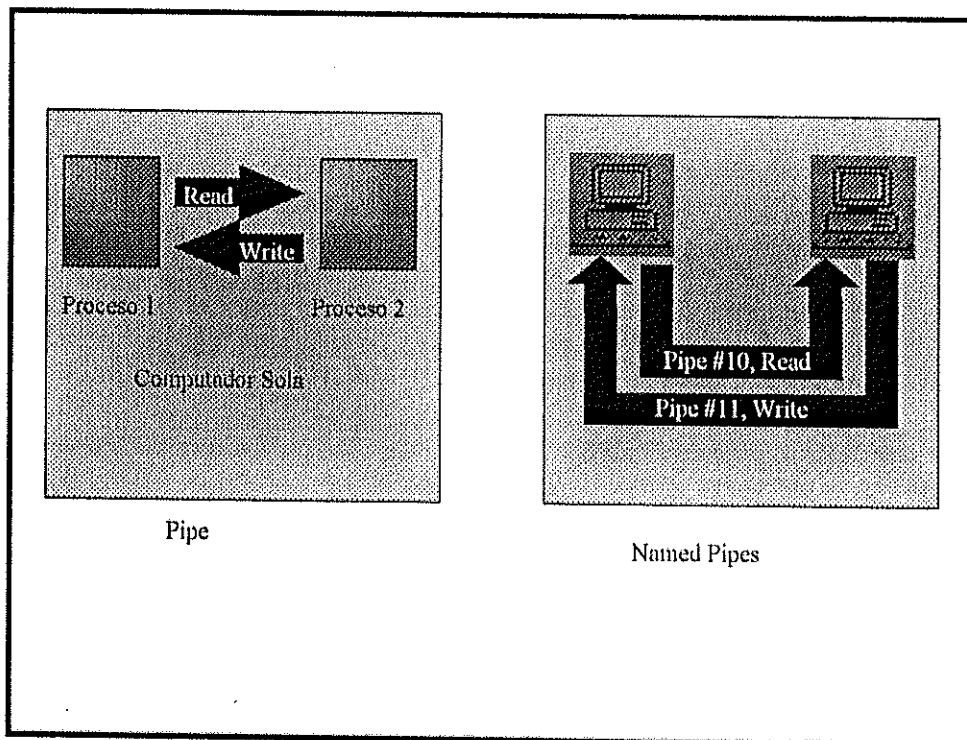 Read
Write
Proceso 1
Proceso 2
Computador Sola
Pipe
Pipe #10, Read
Pipe #11, Write
Named Pipes